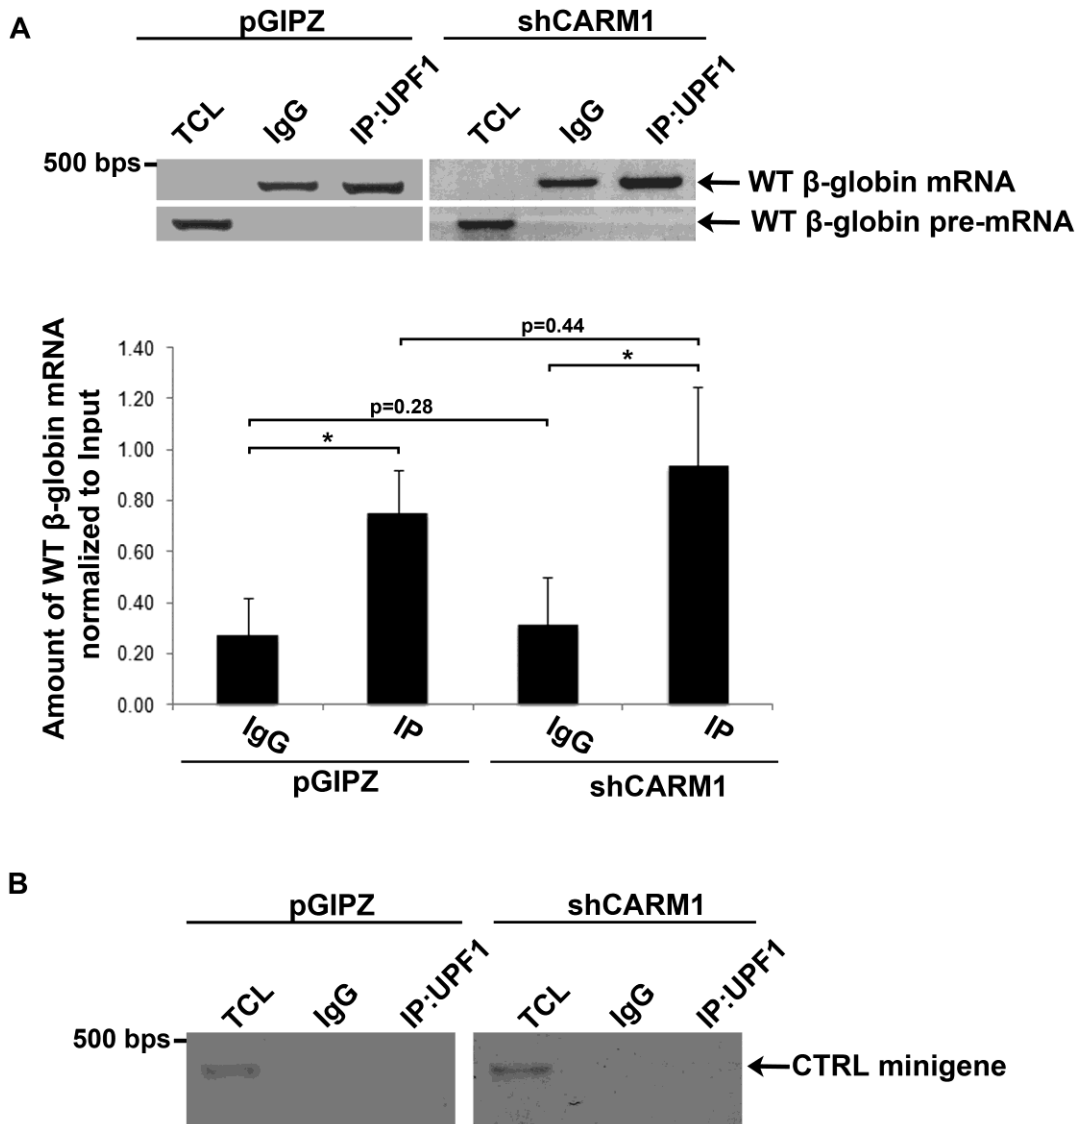 A
pGIPZ
shCARM1
TCL
IgG
IP:UPF1
TCL
IgG
IP:UPF1
500 bps
WT β-globin mRNA
WT β-globin pre-mRNA
Amount of WT β-globin mRNA
normalized to Input
1.40
1.20
1.00
0.80
0.60
0.40
0.20
0.00
p=0.44
*
p=0.28
*
IgG
IP
IgG
IP
pGIPZ
shCARM1
B
pGIPZ
shCARM1
TCL
IgG
IP:UPF1
TCL
IgG
IP:UPF1
500 bps
CTRL minigene